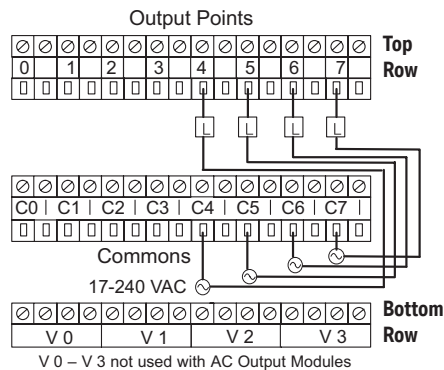 Output Points
Top
0 1 2 3 4 5 6 7 Row
L L L L
C0 | C1 | C2 | C3 | C4 | C5 | C6 | C7 |
Commons
17-240 VAC
Bottom
V 0 V 1 V 2 V 3 Row
V 0 – V 3 not used with AC Output Modules